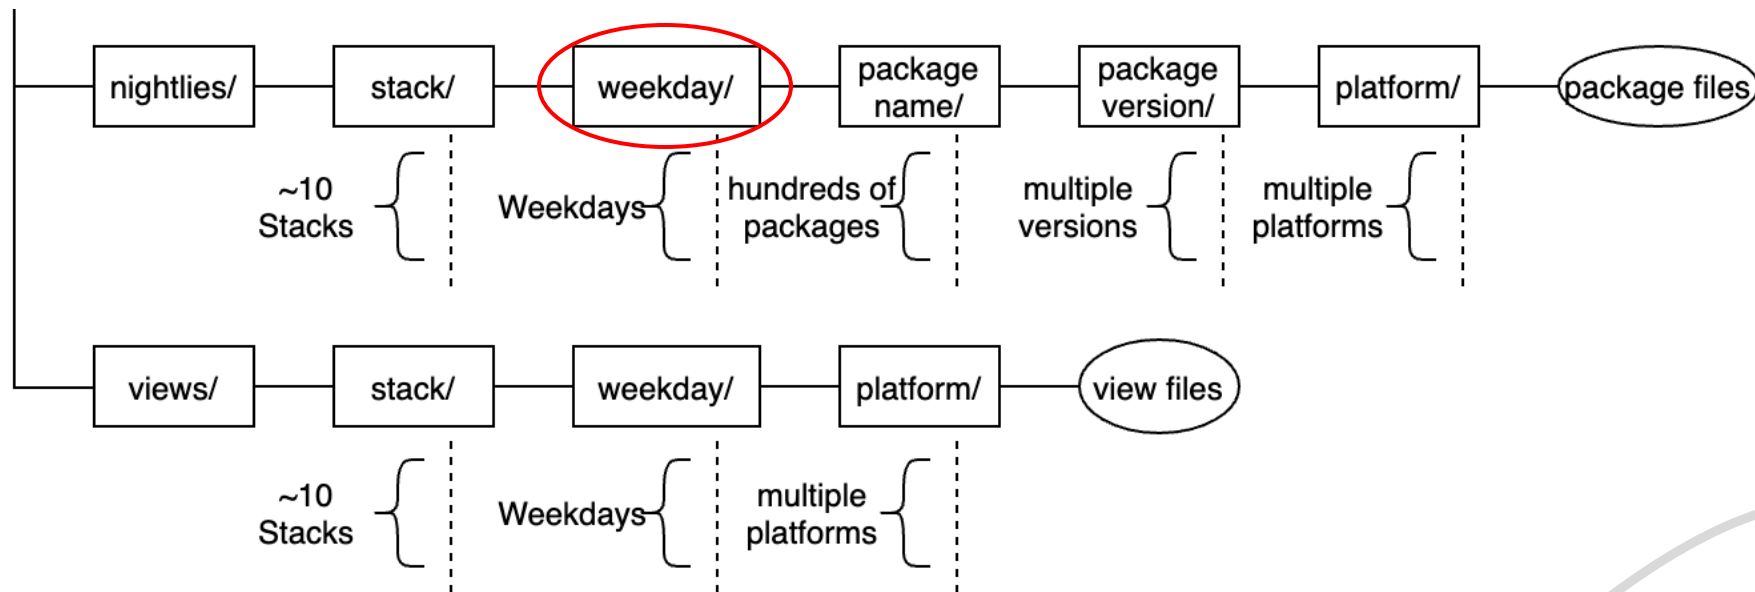 nightlies/
stack/
weekday/
package
name/
package
version/
platform/
package files
~10
Stacks
Weekdays
hundreds of
packages
multiple
versions
multiple
platforms
views/
stack/
weekday/
platform/
view files
~10
Stacks
Weekdays
multiple
platforms